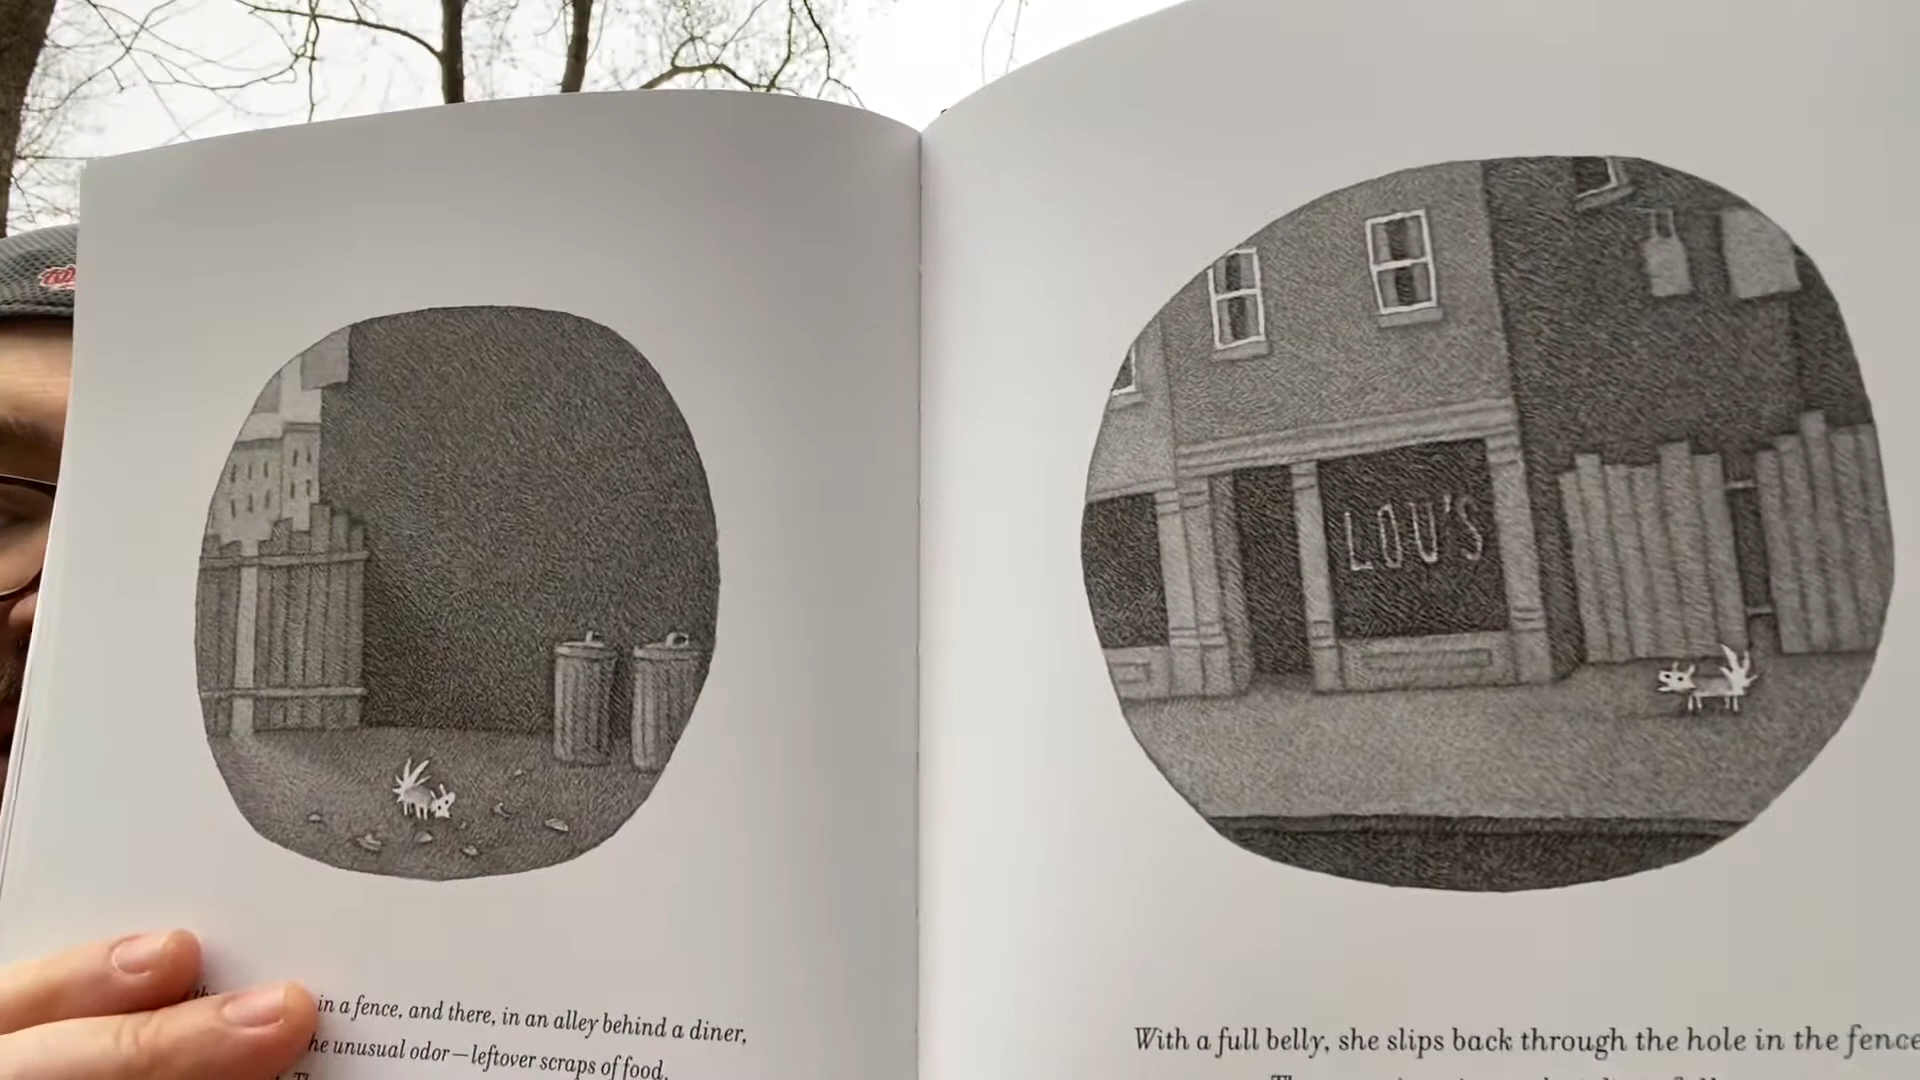 LOU'S
in a fence, and there, in an alley behind a diner,
he unusual odor—leftover scraps of food.
With a full belly, she slips back through the hole in the fence